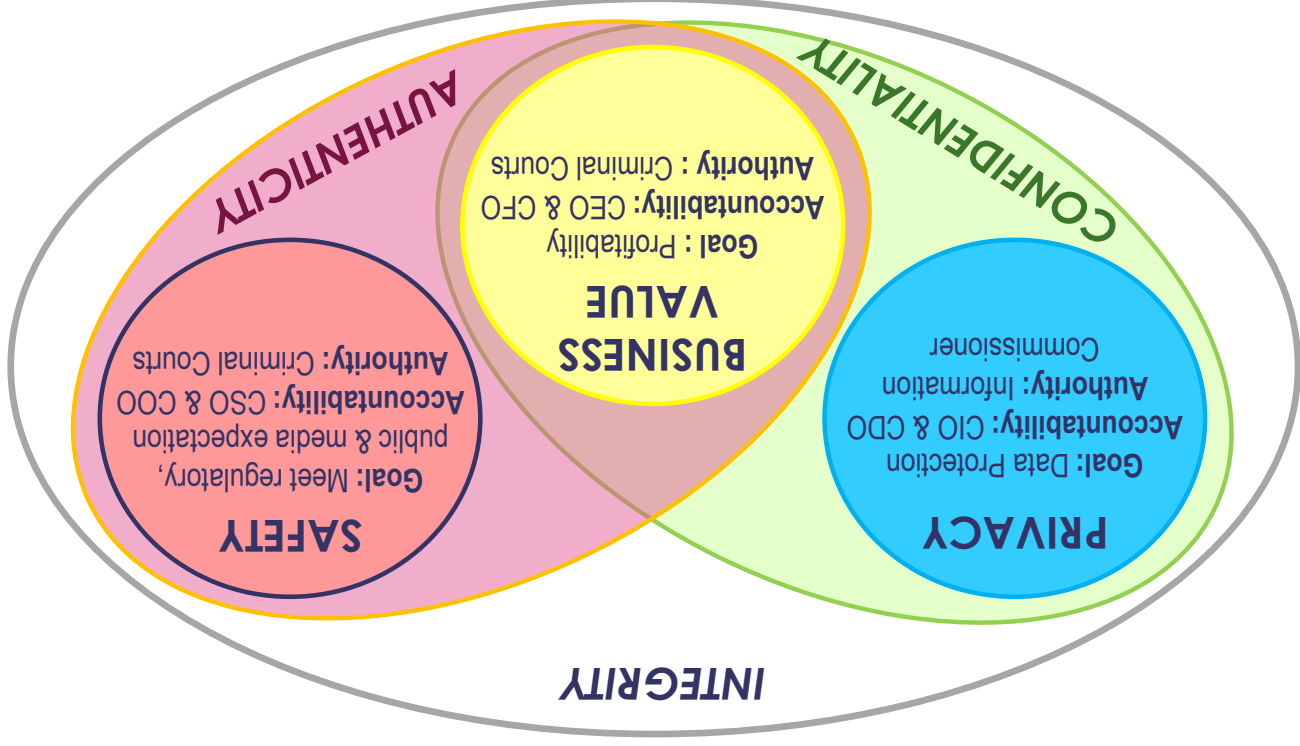 INTEGRITY
PRIVACY
Goal: Data Protection
Accountability: CIO & CDO
Authority: Information
Commissioner
SAFETY
Goal: Meet regulatory,
public & media expectation
Accountability: CSO & COO
Authority: Criminal Courts
BUSINESS
VALUE
Goal : Profitability
Accountability: CEO & CFO
Authority : Criminal Courts
CONFIDENTIALITY
AUTHENTICITY